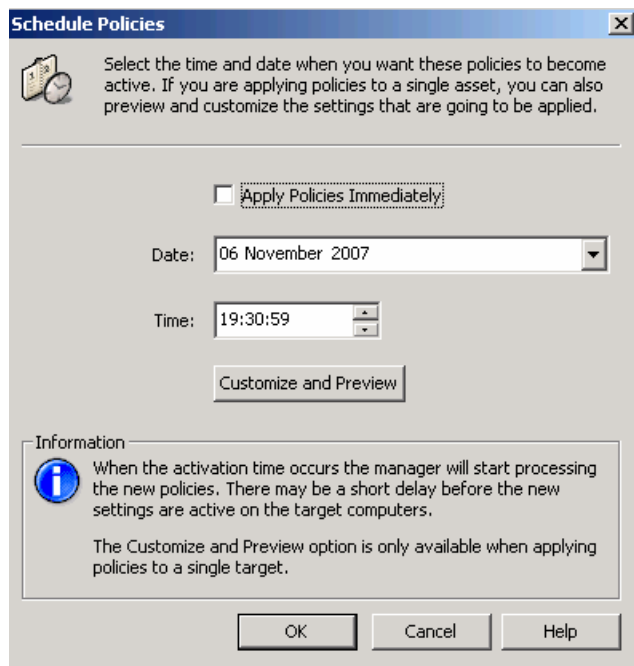 Schedule Policies
Select the time and date when you want these policies to become
active. If you are applying policies to a single asset, you can also
preview and customize the settings that are going to be applied.
Apply Policies Immediately
Date: 06 November 2007
Time: 19:30:59
Customize and Preview
Information
When the activation time occurs the manager will start processing
the new policies. There may be a short delay before the new
settings are active on the target computers.
The Customize and Preview option is only available when applying
policies to a single target.
OK Cancel Help